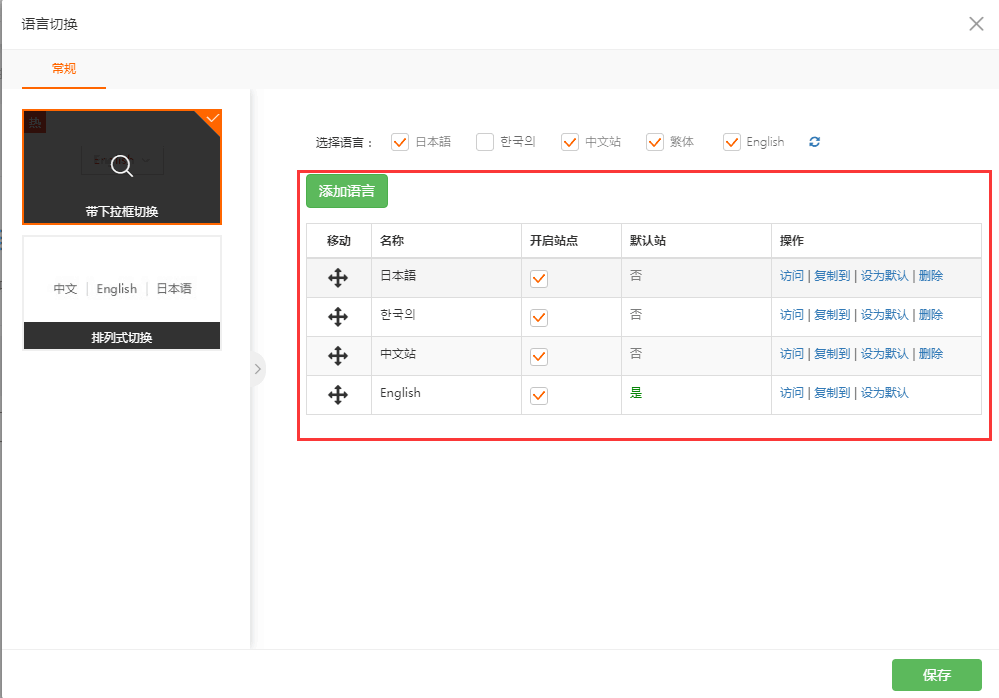 语言切换
常规
热
English
带下拉框切换
中文 | English | 日本语
排列式切换
选择语言： 日本語 한국의 中文站 繁体 English
添加语言
移动 名称 开启站点 默认站 操作
日本語 否 访问 | 复制到 | 设为默认 | 删除
한국의 否 访问 | 复制到 | 设为默认 | 删除
中文站 否 访问 | 复制到 | 设为默认 | 删除
English 是 访问 | 复制到 | 设为默认
保存